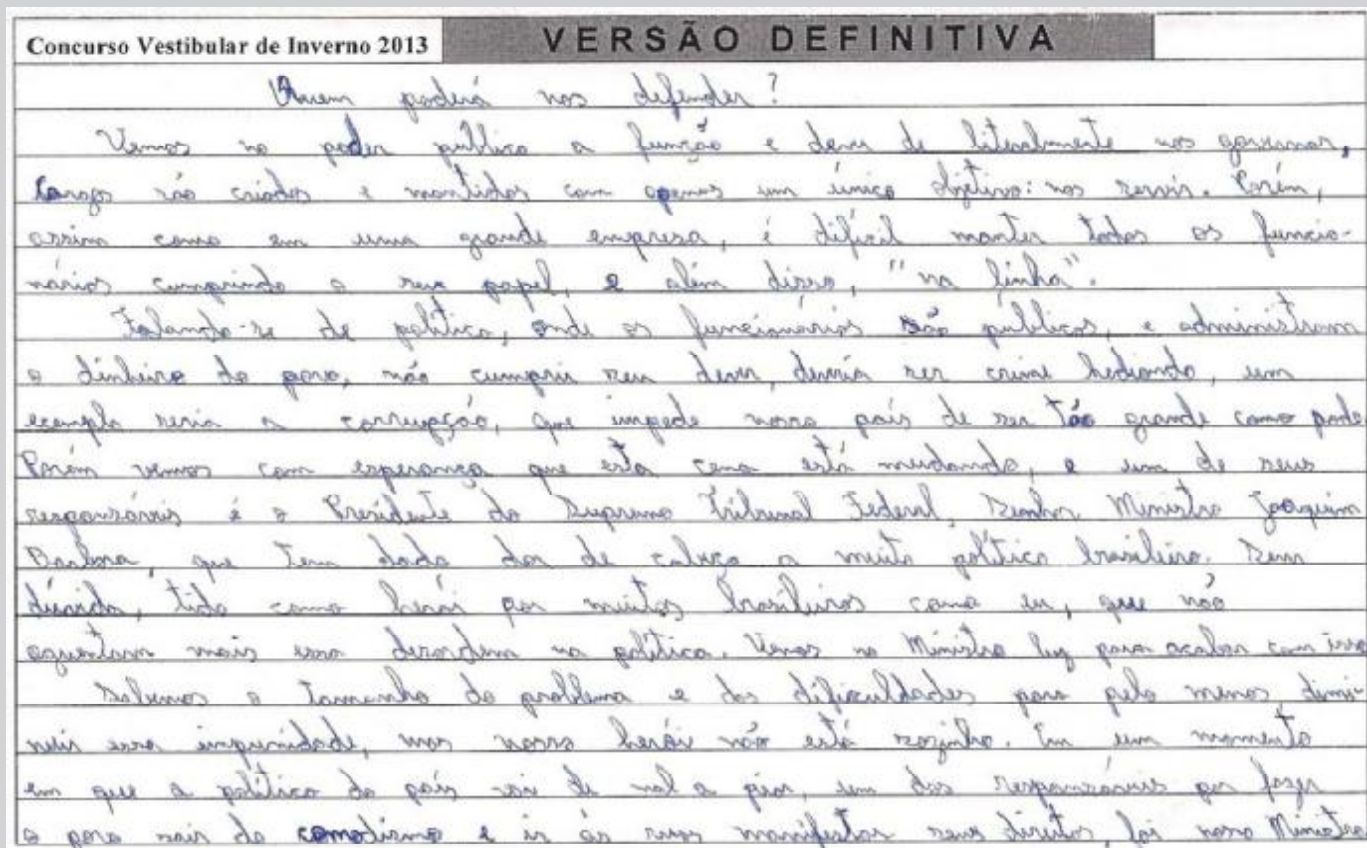 Concurso Vestibular de Inverno 2013 VERSÃO DEFINITIVA
Quem poderá nos defender?
Vemos no poder público a função e dever de literalmente nos governar,
Cargos são criados e mantidos com apenas um único objetivo: nos servir. Porém,
assim como em uma grande empresa, é difícil manter todos os funcio-
nários cumprindo o seu papel, e além disso, "na linha".
Falando-se de política, onde os funcionários são públicos, e administram
o dinheiro do povo, não cumprir seu dever, deveria ser crime hediondo, um
exemplo seria a corrupção, que impede nosso país de ser tão grande como pode
Porém vemos com esperança que esta cena está mudando, e um de seus
responsáveis é o Presidente do Supremo Tribunal Federal, Senhor Ministro Joaquim
Barbosa, que tem dado dor de cabeça a muito político brasileiro. Sem
dúvida, tido como herói por muitos brasileiros como eu, que não
aguentam mais essa desordem na política. Vemos no Ministro luz para acabar com isso
Sabemos o tamanho do problema e das dificuldades para pelo menos dimi-
nuir essa impunidade, mas nosso herói não está sozinho. Em um momento
em que a política do país vai de mal a pior, um dos responsáveis por fazer
o povo sair do comodismo e ir às ruas manifestar seus direitos, foi nosso Ministro